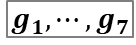 g₁, ⋯, g₇